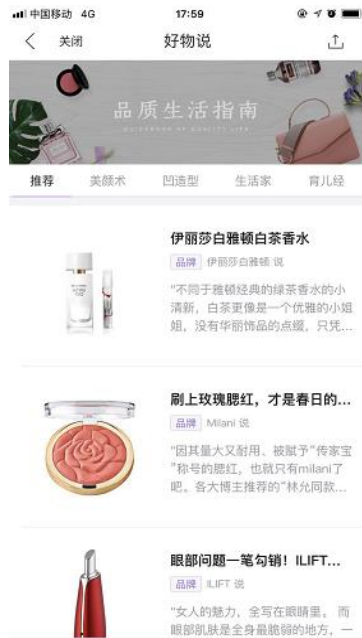 中国移动 4G 17:59
关闭 好物说
品质生活指南
推荐 美颜术 凹造型 生活家 育儿经
伊丽莎白雅顿白茶香水
品牌 伊丽莎白雅顿 说
“不同于雅顿经典的绿茶香水的小
清新，白茶更像是一个优雅的小姐
姐，没有华丽饰品的点缀，只凭...
刷上玫瑰腮红，才是春日的...
品牌 Milani 说
“因其量大又耐用、被赋予“传家宝
”称号的腮红，也就只有milani了
吧。各大博主推荐的“林允同款...
眼部问题一笔勾销！ILIFT...
品牌 ILIFT 说
“女人的魅力，全写在眼睛里。 而
眼部肌肤是全身最脆弱的地方，一